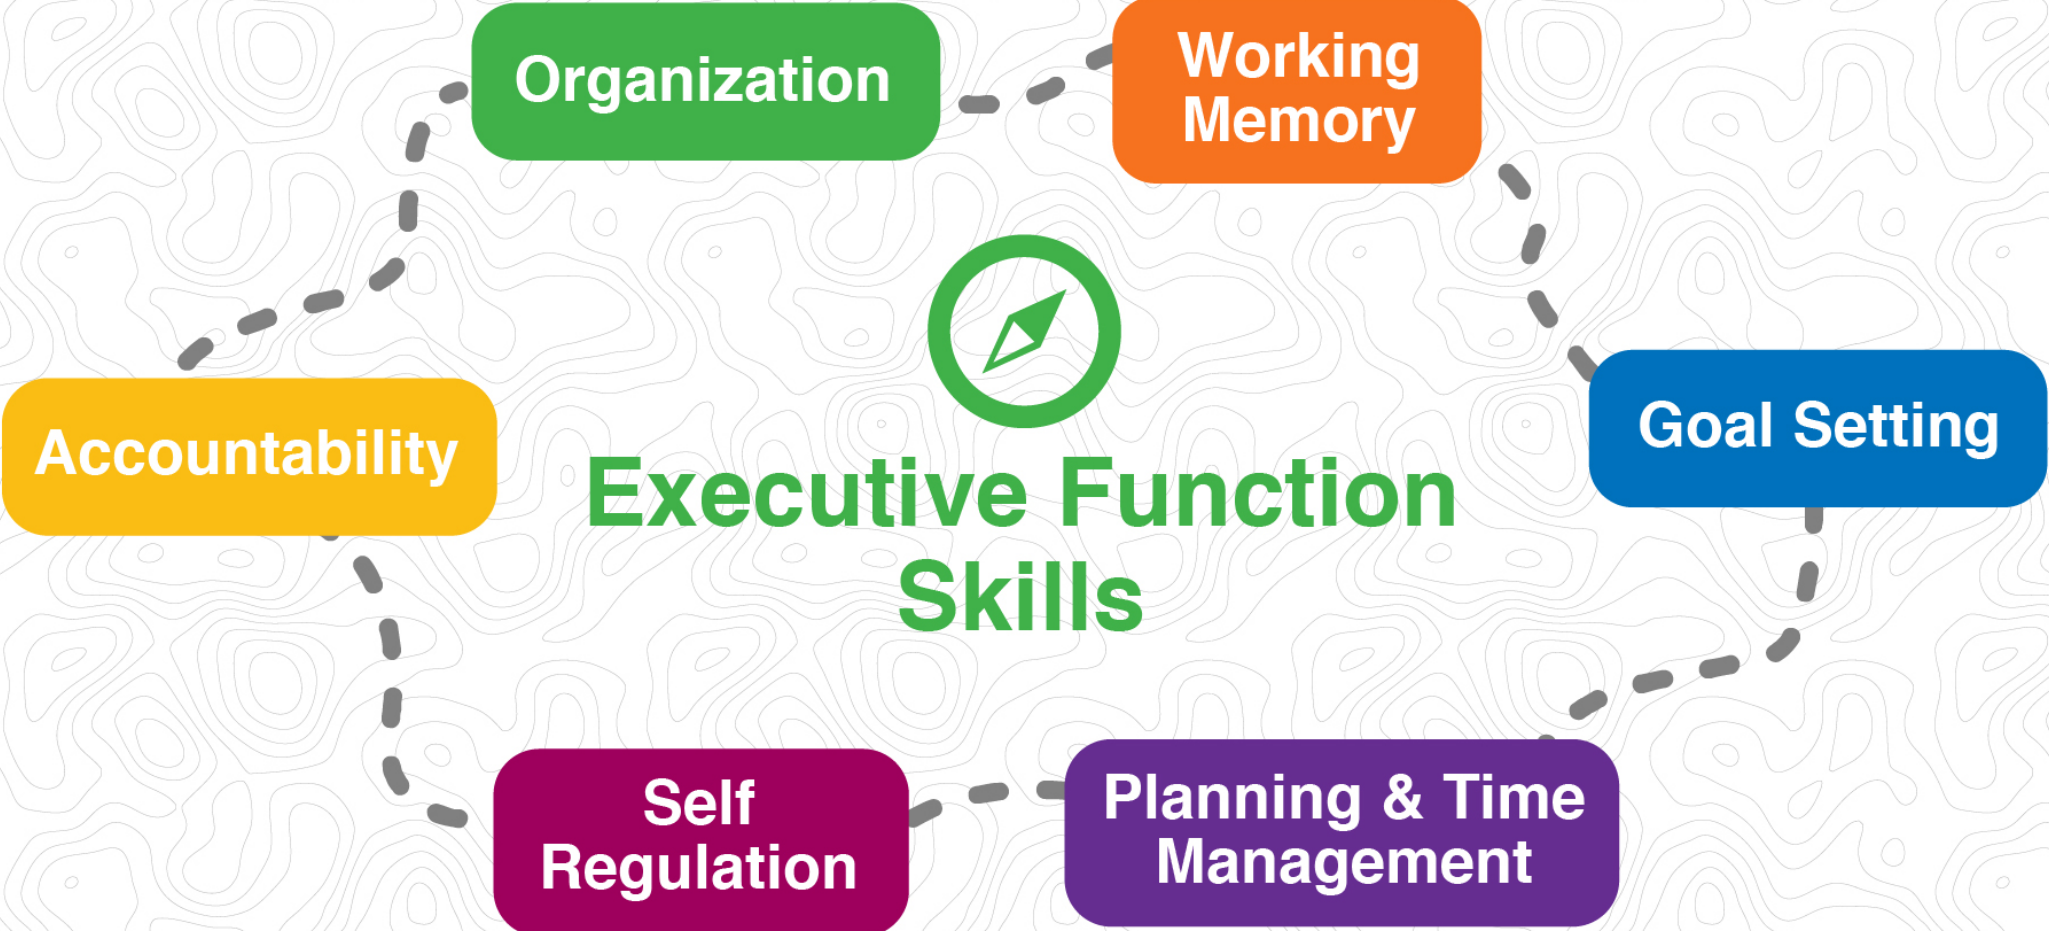 Organization
Working
Memory
Accountability
Executive Function
Skills
Goal Setting
Self
Regulation
Planning & Time
Management